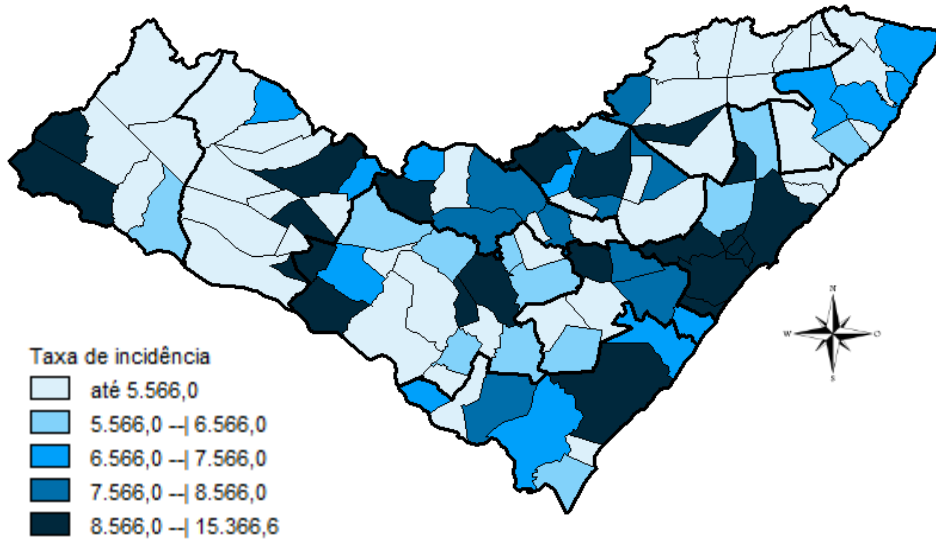 N
W
O
S
Taxa de incidência
até 5.566,0
5.566,0 --| 6.566,0
6.566,0 --| 7.566,0
7.566,0 --| 8.566,0
8.566,0 --| 15.366,6